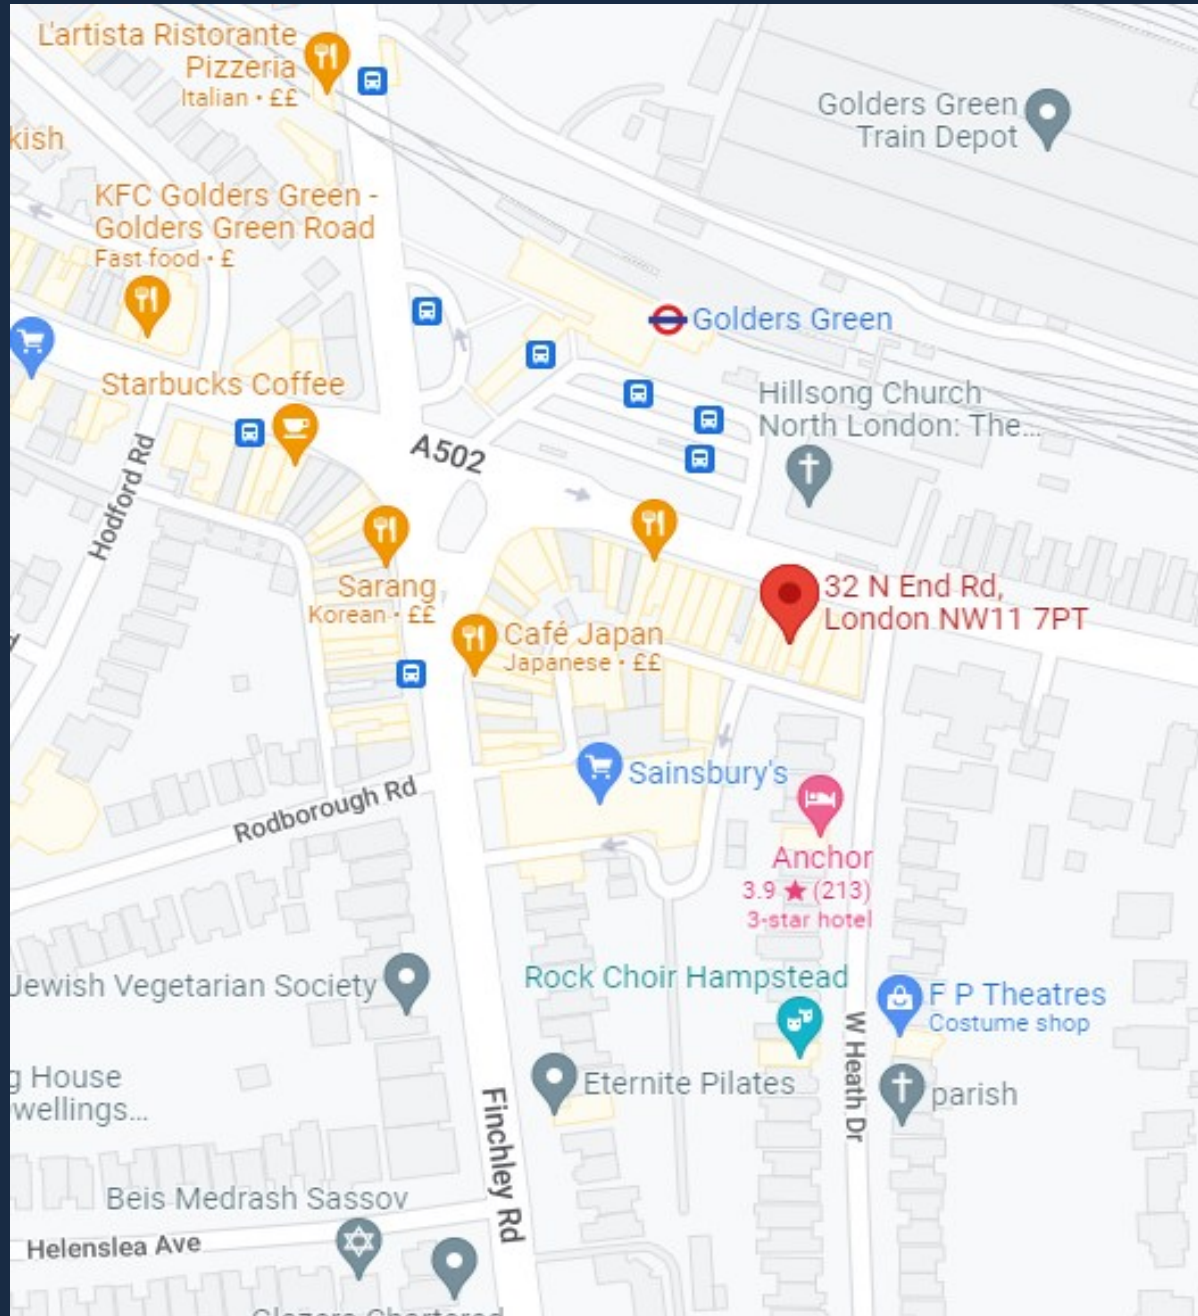 L'artista Ristorante
Pizzeria
Italian • ££
Golders Green
Train Depot
kish
KFC Golders Green -
Golders Green Road
Fast food • £
Golders Green
Starbucks Coffee
Hillsong Church
North London: The...
A502
Hodford Rd
32 N End Rd,
London NW11 7PT
Sarang
Korean • ££
Café Japan
Japanese • ££
Sainsbury's
Rodborough Rd
Anchor
3.9 ★ (213)
3-star hotel
Jewish Vegetarian Society
Rock Choir Hampstead
F P Theatres
Costume shop
W Heath Dr
g House
wellings...
Eternite Pilates
parish
Finchley Rd
Beis Medrash Sassov
Helenslea Ave